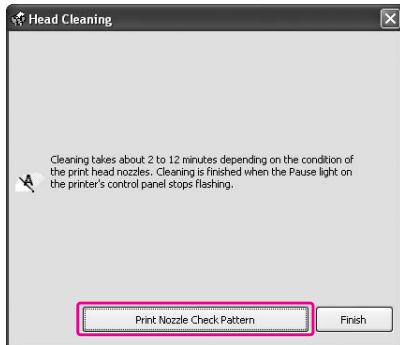 Head Cleaning
Cleaning takes about 2 to 12 minutes depending on the condition of
the print head nozzles. Cleaning is finished when the Pause light on
the printer's control panel stops flashing.
Print Nozzle Check Pattern
Finish